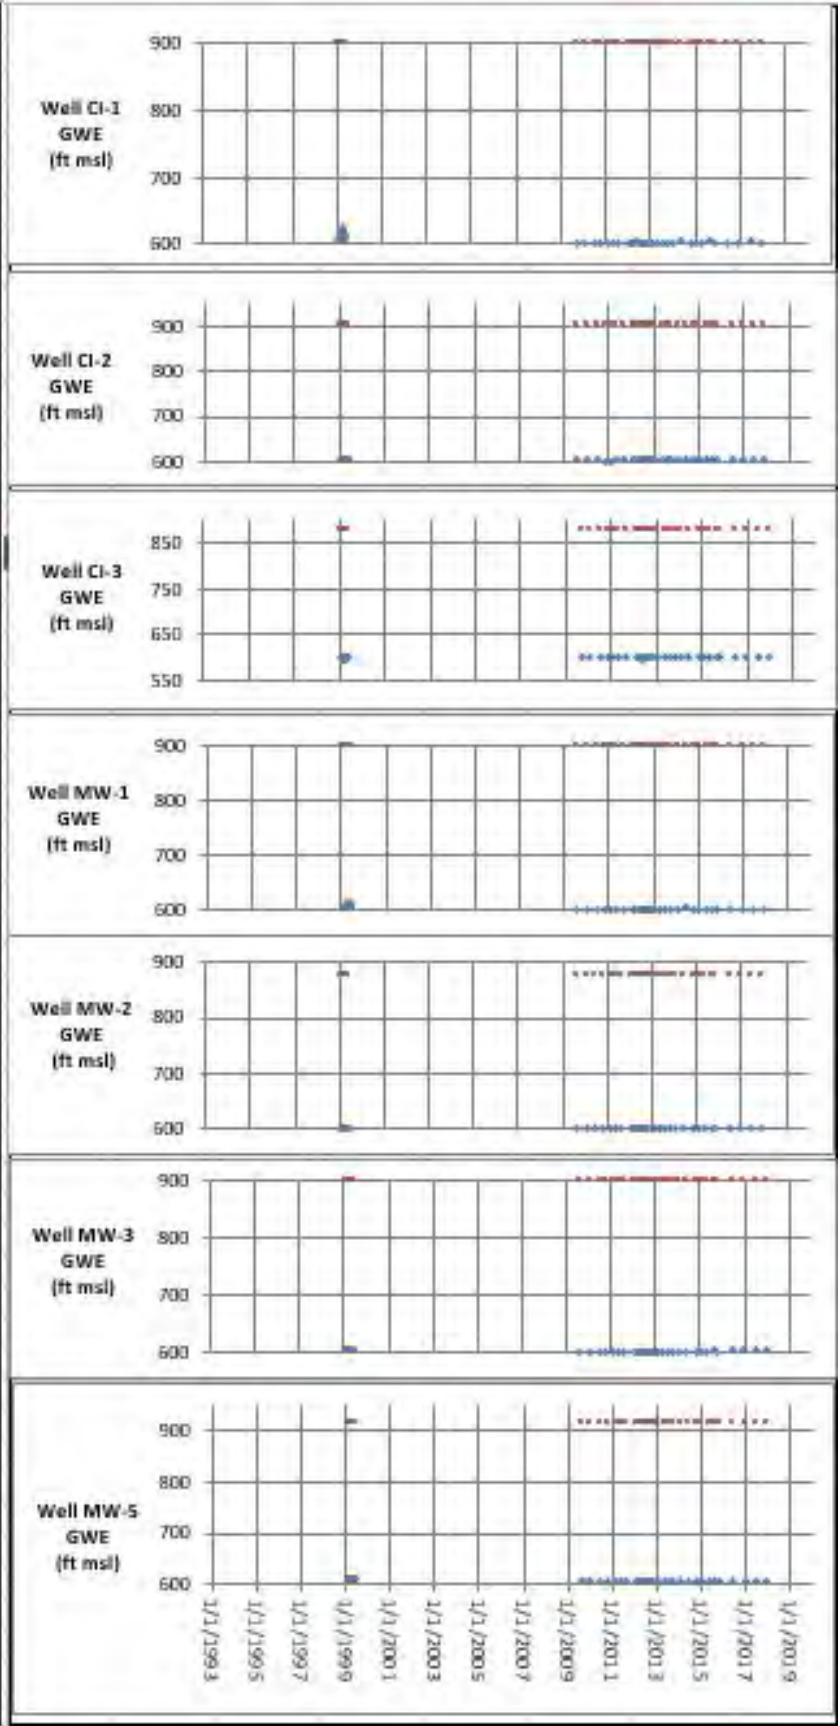 900
Well CI-1
GWE
(ft msl)
800
700
600
900
Well CI-2
GWE
(ft msl)
800
700
600
850
Well CI-3
GWE
(ft msl)
750
650
550
900
Well MW-1
GWE
(ft msl)
800
700
600
900
Well MW-2
GWE
(ft msl)
800
700
600
900
Well MW-3
GWE
(ft msl)
800
700
600
900
800
Well MW-5
GWE
(ft msl)
700
600
1/1/1993
1/1/1995
1/1/1997
1/1/1999
1/1/2001
1/1/2003
1/1/2005
1/1/2007
1/1/2009
1/1/2011
1/1/2013
1/1/2015
1/1/2017
1/1/2019